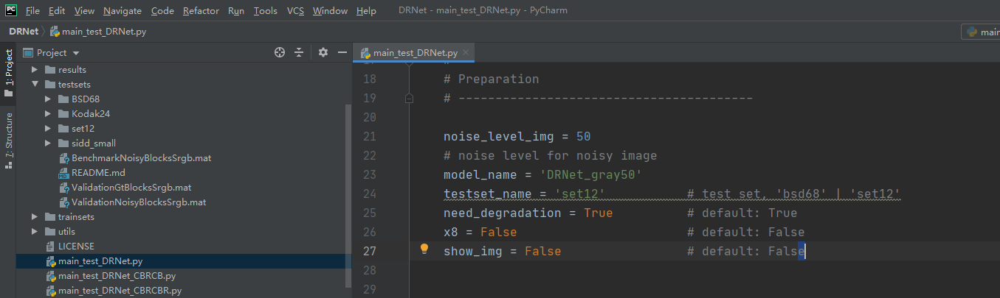 PC File Edit View Navigate Code Refactor Run Tools VCS Window Help DRNet - main_test_DRNet.py - PyCharm
DRNet main_test_DRNet.py main
1: Project
7: Structure
Project
results
testsets
BSD68
Kodak24
set12
sidd_small
BenchmarkNoisyBlocksSrgb.mat
MD README.md
ValidationGtBlocksSrgb.mat
ValidationNoisyBlocksSrgb.mat
trainsets
utils
LICENSE
main_test_DRNet.py
main_test_DRNet_CBRCB.py
main_test_DRNet_CBRCBR.py
main_test_DRNet.py
18 # Preparation
19 # ----------------------------------------
20
21 noise_level_img = 50
22 # noise level for noisy image
23 model_name = 'DRNet_gray50'
24 testset_name = 'set12' # test set, 'bsd68' | 'set12'
25 need_degradation = True # default: True
26 x8 = False # default: False
27 show_img = False # default: False
28
29